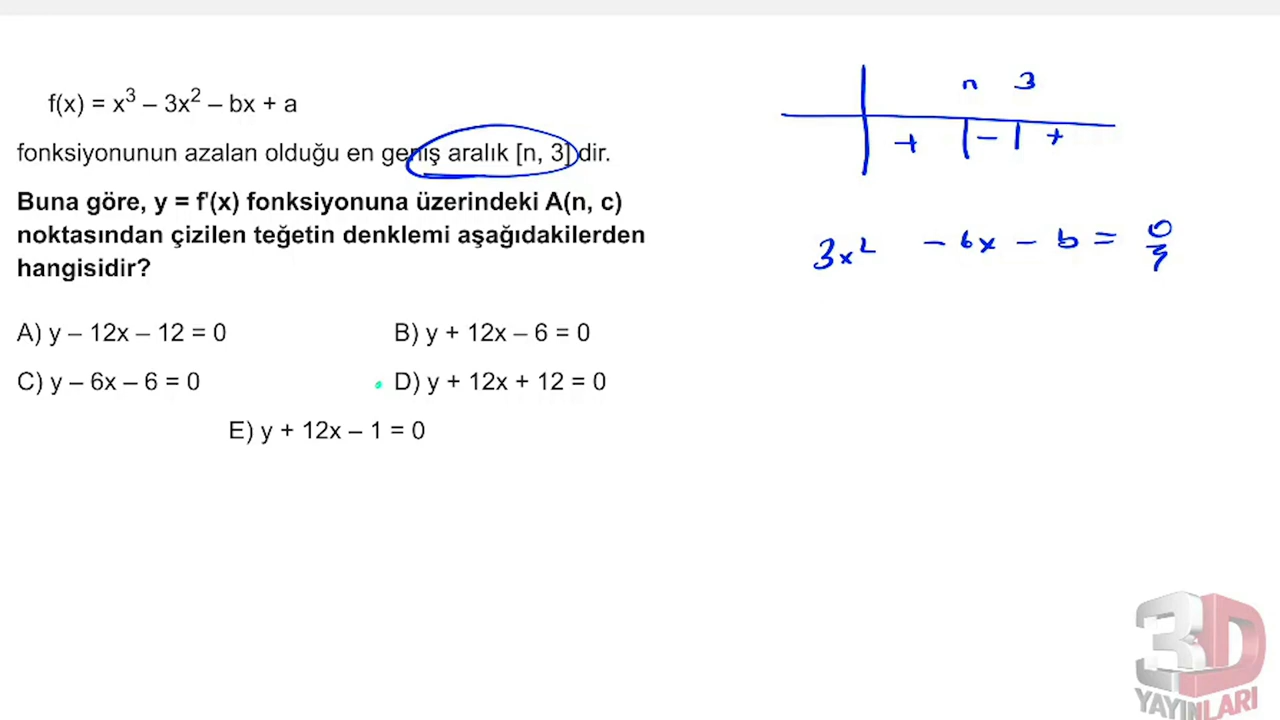 f(x) = x³ – 3x² – bx + a
fonksiyonunun azalan olduğu en geniş aralık [n, 3] dir.
Buna göre, y = f'(x) fonksiyonuna üzerindeki A(n, c)
noktasından çizilen teğetin denklemi aşağıdakilerden
hangisidir?
A) y – 12x – 12 = 0 B) y + 12x – 6 = 0
C) y – 6x – 6 = 0 D) y + 12x + 12 = 0
E) y + 12x – 1 = 0
n 3
+ – +
3x² – 6x – b = 0
3D
YAYINLARI